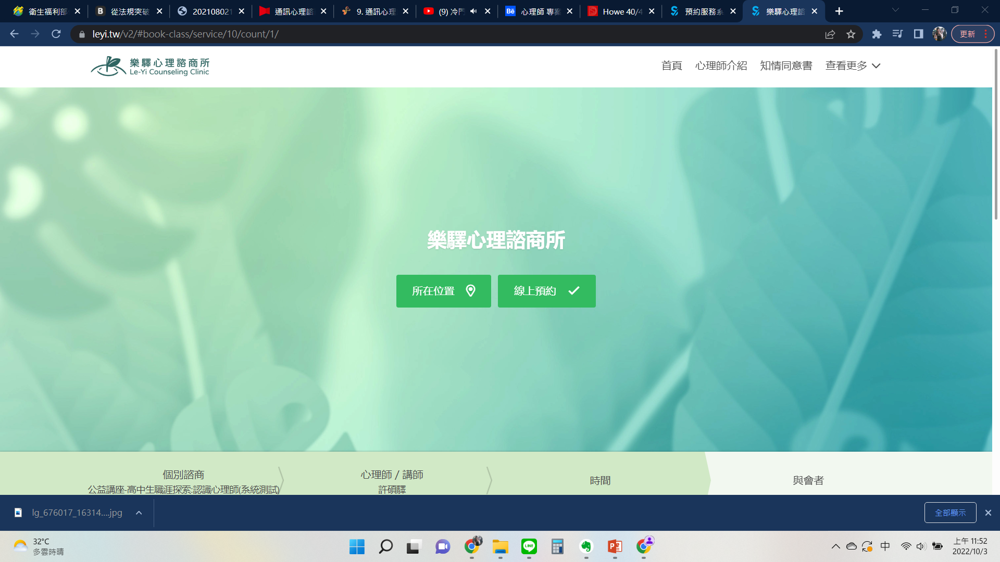 衛生福利部
從法規突破
202108021
通訊心理諮
9. 通訊心理
(9) 冷門
心理師 專案
Howe 40/4
預約服務系
樂驛心理諮
leyi.tw/v2/#book-class/service/10/count/1/
更新
樂驛心理諮商所
Le-Yi Counseling Clinic
首頁
心理師介紹
知情同意書
查看更多
樂驛心理諮商所
所在位置
線上預約
個別諮商
公益講座-高中生職涯探索:認識心理師(系統測試)
心理師 / 講師
許碩驛
時間
與會者
lg_676017_16314....jpg
全部顯示
32°C
多雲時晴
中
上午 11:52
2022/10/3